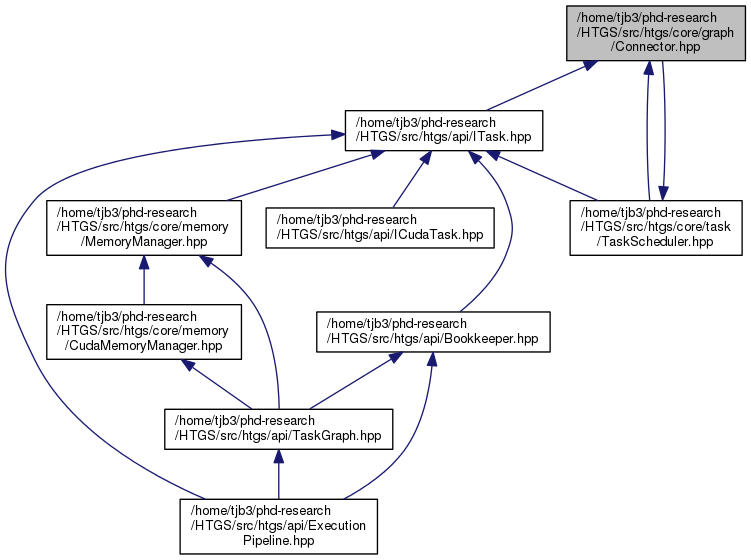 /home/tjb3/phd-research
/HTGS/src/htgs/core/graph
/Connector.hpp
/home/tjb3/phd-research
/HTGS/src/htgs/api/ITask.hpp
/home/tjb3/phd-research
/HTGS/src/htgs/core/memory
/MemoryManager.hpp
/home/tjb3/phd-research
/HTGS/src/htgs/api/ICudaTask.hpp
/home/tjb3/phd-research
/HTGS/src/htgs/core/task
/TaskScheduler.hpp
/home/tjb3/phd-research
/HTGS/src/htgs/core/memory
/CudaMemoryManager.hpp
/home/tjb3/phd-research
/HTGS/src/htgs/api/Bookkeeper.hpp
/home/tjb3/phd-research
/HTGS/src/htgs/api/TaskGraph.hpp
/home/tjb3/phd-research
/HTGS/src/htgs/api/Execution
Pipeline.hpp